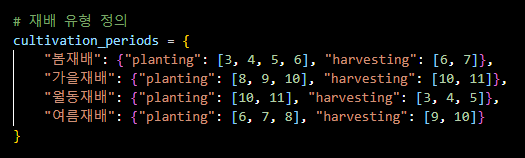 # 재배 유형 정의
cultivation_periods = {
    "봄재배": {"planting": [3, 4, 5, 6], "harvesting": [6, 7]},
    "가을재배": {"planting": [8, 9, 10], "harvesting": [10, 11]},
    "월동재배": {"planting": [10, 11], "harvesting": [3, 4, 5]},
    "여름재배": {"planting": [6, 7, 8], "harvesting": [9, 10]}
}